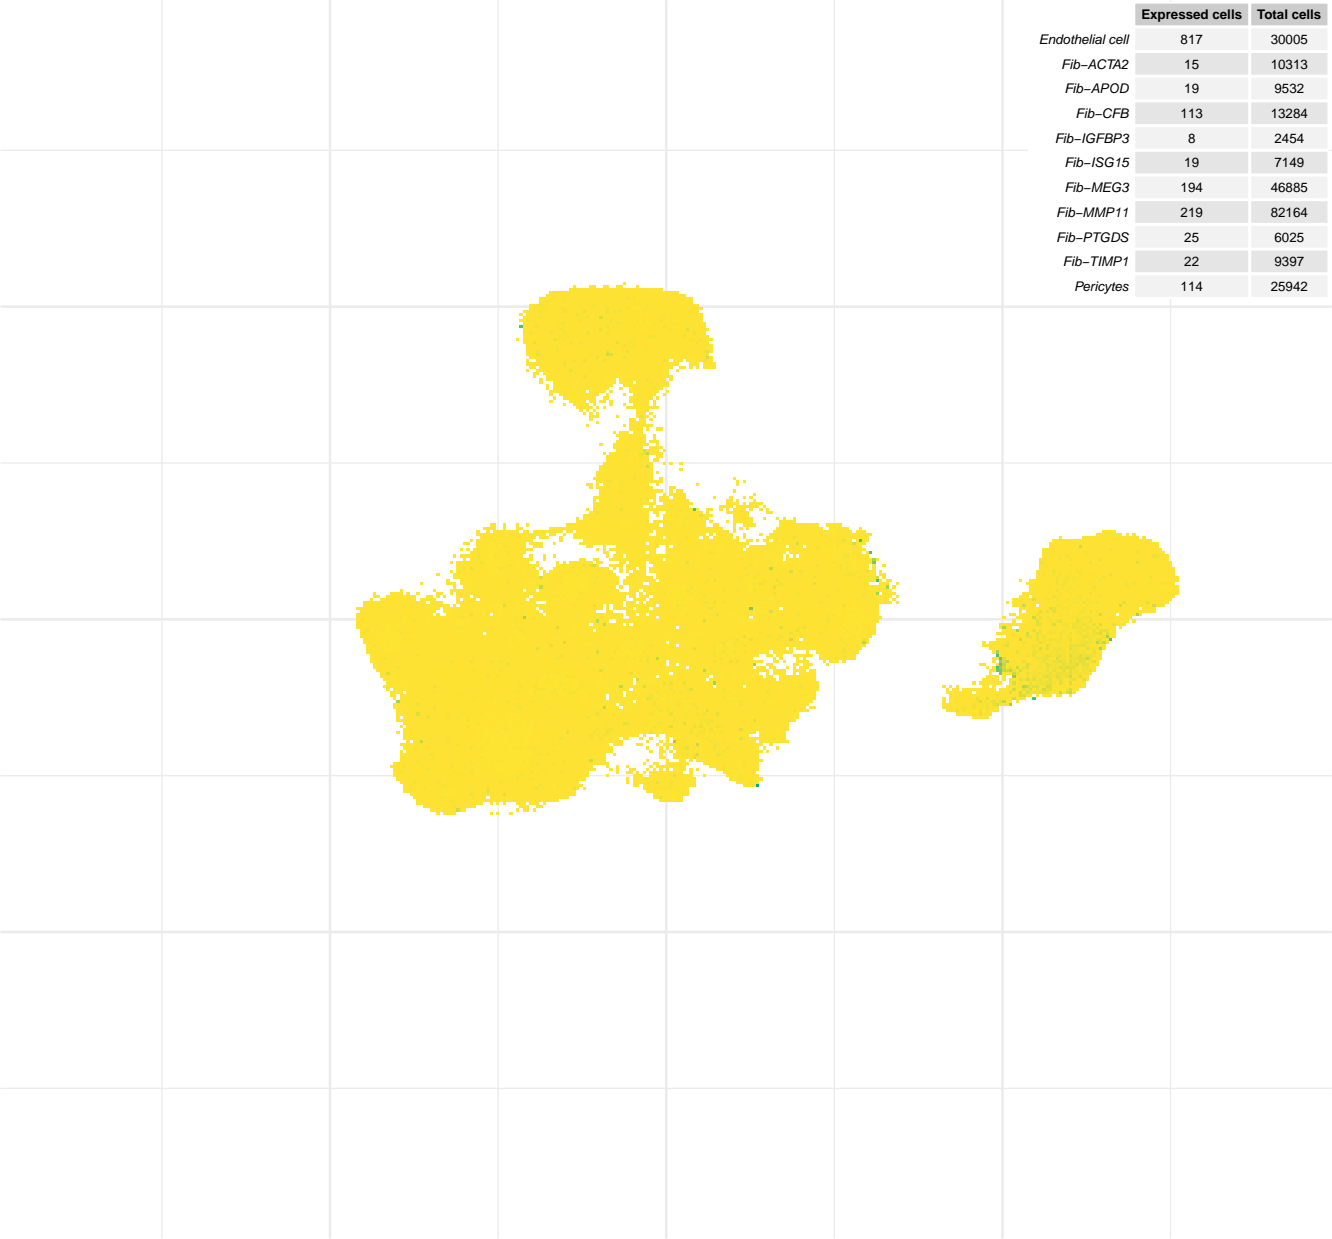 Expressed cells Total cells
Endothelial cell 817 30005
Fib−ACTA2 15 10313
Fib−APOD 19 9532
Fib−CFB 113 13284
Fib−IGFBP3 8 2454
Fib−ISG15 19 7149
Fib−MEG3 194 46885
Fib−MMP11 219 82164
Fib−PTGDS 25 6025
Fib−TIMP1 22 9397
Pericytes 114 25942